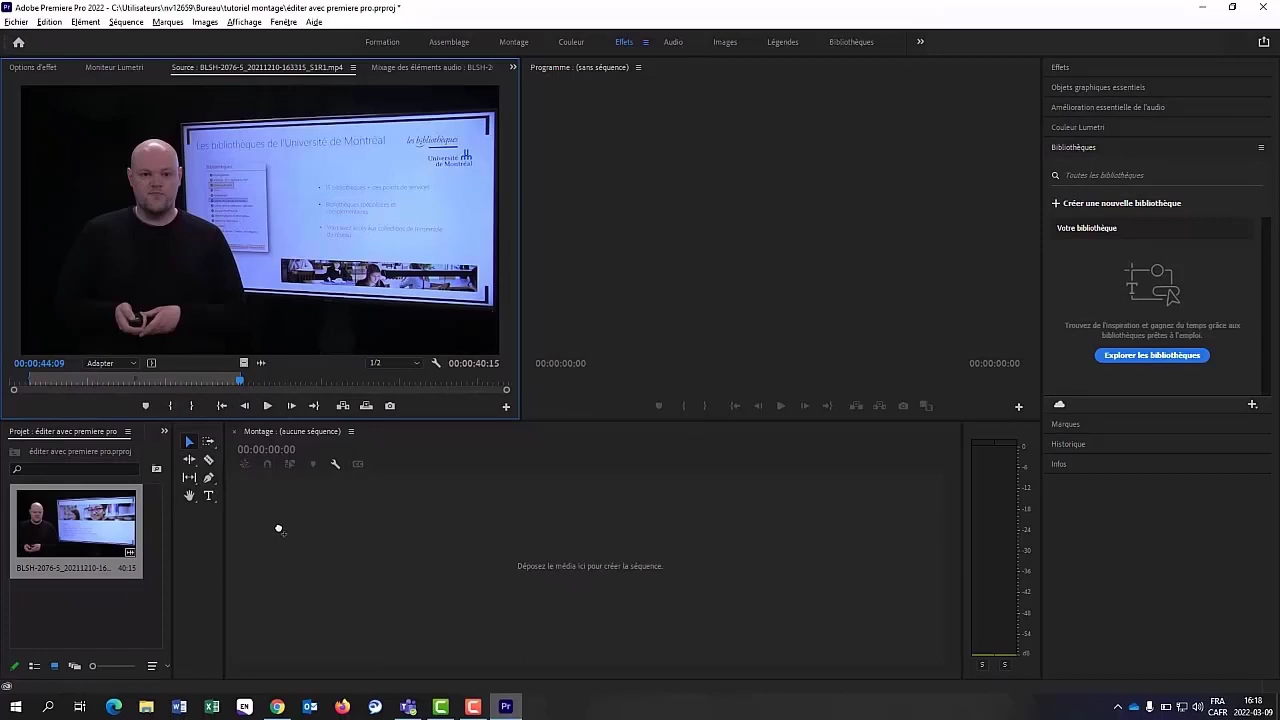 Adobe Premiere Pro 2022 - C:\Utilisateurs\nv12659\Bureau\tutoriel montage\éditer avec premiere pro.prproj *
Fichier Edition Elément Séquence Marques Images Affichage Fenêtre Aide
Formation Assemblage Montage Couleur Effets Audio Images Légendes Bibliothèques
Options d'effet Moniteur Lumetri Source : BLSH-2076-5_20211210-163315_S1R1.mp4 Mixage des éléments audio : BLSH-2
Programme : (sans séquence)
Effets
Objets graphiques essentiels
Amélioration essentielle de l'audio
Couleur Lumetri
Bibliothèques
Toutes les bibliothèques
Créer une nouvelle bibliothèque
Votre bibliothèque
Trouvez de l'inspiration et gagnez du temps grâce aux
bibliothèques prêtes à l'emploi.
Explorer les bibliothèques
Les bibliothèques de l'Université de Montréal
les bibliothèques
Université
de Montréal
00:00:44:09 Adapter 1/2 00:00:40:15
00:00:00:00 00:00:00:00
Marques
Historique
Infos
Projet : éditer avec premiere pro
éditer avec premiere pro.prproj
BLSH-2076-5_20211210-16... 40:15
Montage : (aucune séquence)
00:00:00:00
Déposez le média ici pour créer la séquence.
0
-6
-12
-18
-24
-30
-36
-42
-48
-54
dB
S S
FRA
CAFR
16:18
2022-03-09